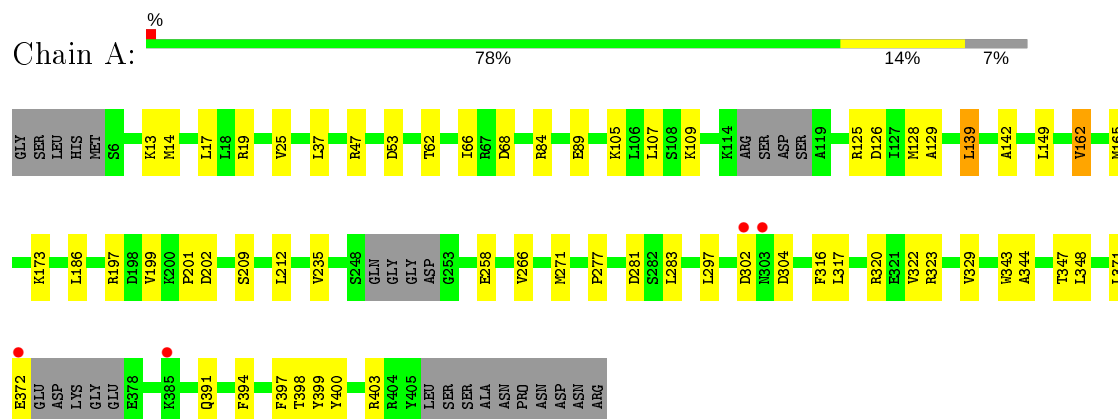 %
Chain A:
78% 14% 7%
GLY SER LEU HIS MET S6 K13 M14 L17 L18 R19 V25 L37 R47 D53 T62 I66 R67 D68 R84 E89 K105 L106 L107 S108 K109 K114 ARG SER ASP SER A119 R125 D126 I127 M128 A129 L139 A142 L149 V162 M165
K173 L186 R197 D198 V199 K200 P201 D202 S209 L212 V235 S248 GLN GLY GLY ASP G253 E258 V266 M271 P277 D281 S282 L283 L297 D302 N303 D304 F316 L317 R320 E321 V322 R323 V329 W343 A344 T347 L348 L371
E372 GLU ASP LYS GLY GLU E378 K385 Q391 F394 F397 T398 Y399 Y400 R403 R404 Y405 LEU SER SER ALA ASN PRO ASN ASP ASN ARG